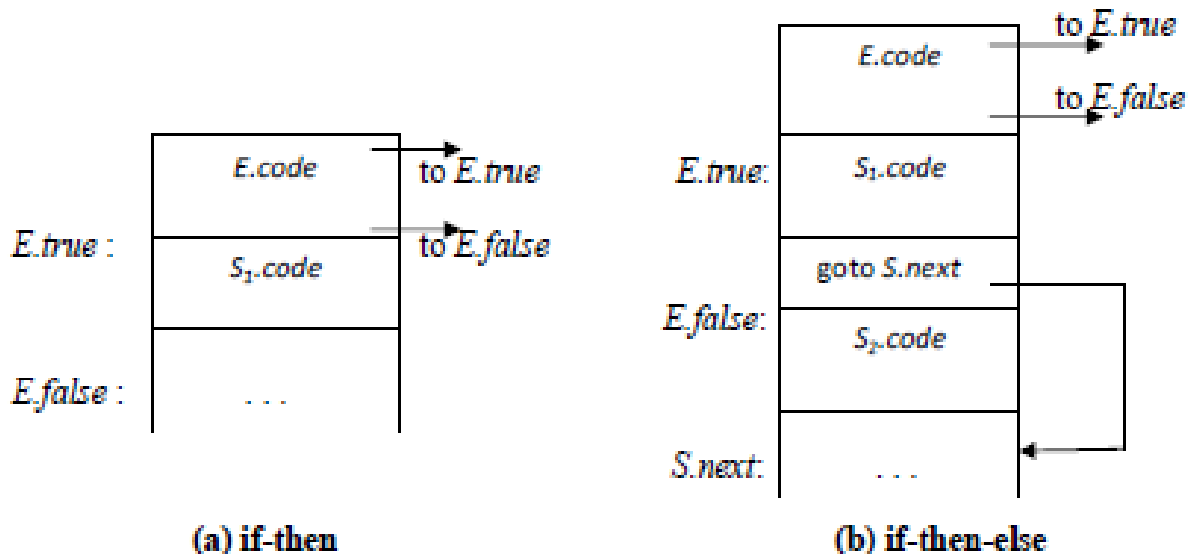 E.code
to E.true
to E.false
E.true :
S₁.code
E.false :
. . .
(a) if-then
E.code
to E.true
to E.false
E.true:
S₁.code
goto S.next
E.false:
S₂.code
S.next:
. . .
(b) if-then-else